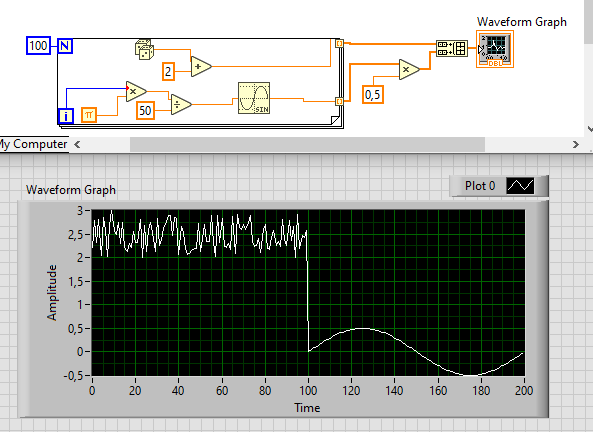 Waveform Graph
100 N
2
π 50 SIN
i
0,5
DBL
My Computer
Plot 0
Waveform Graph
Amplitude
3
2,5
2
1,5
1
0,5
0
-0,5
0 20 40 60 80 100 120 140 160 180 200
Time